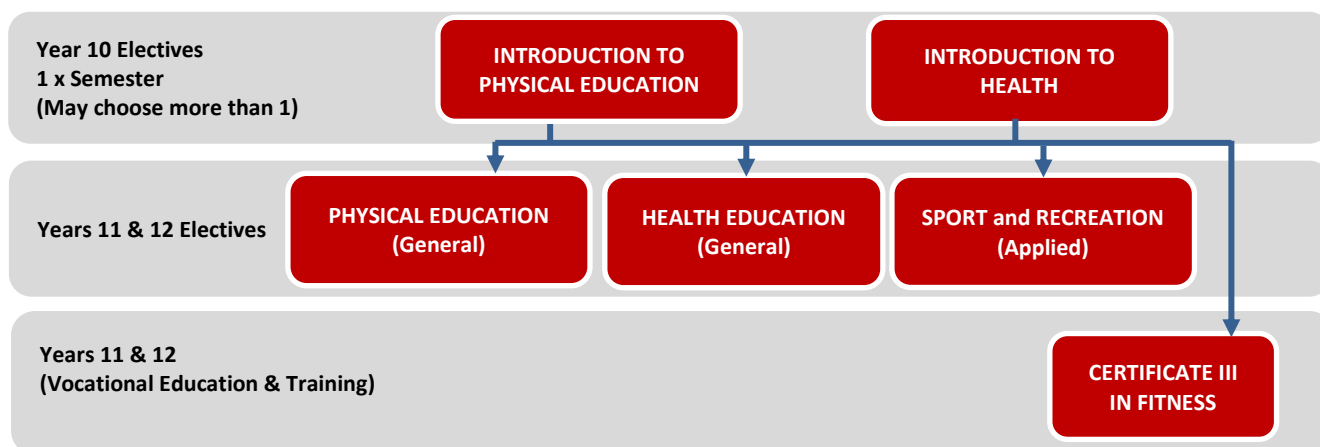 Year 10 Electives
1 x Semester
(May choose more than 1)
INTRODUCTION TO
PHYSICAL EDUCATION
INTRODUCTION TO
HEALTH
Years 11 & 12 Electives
PHYSICAL EDUCATION
(General)
HEALTH EDUCATION
(General)
SPORT and RECREATION
(Applied)
Years 11 & 12
(Vocational Education & Training)
CERTIFICATE III
IN FITNESS